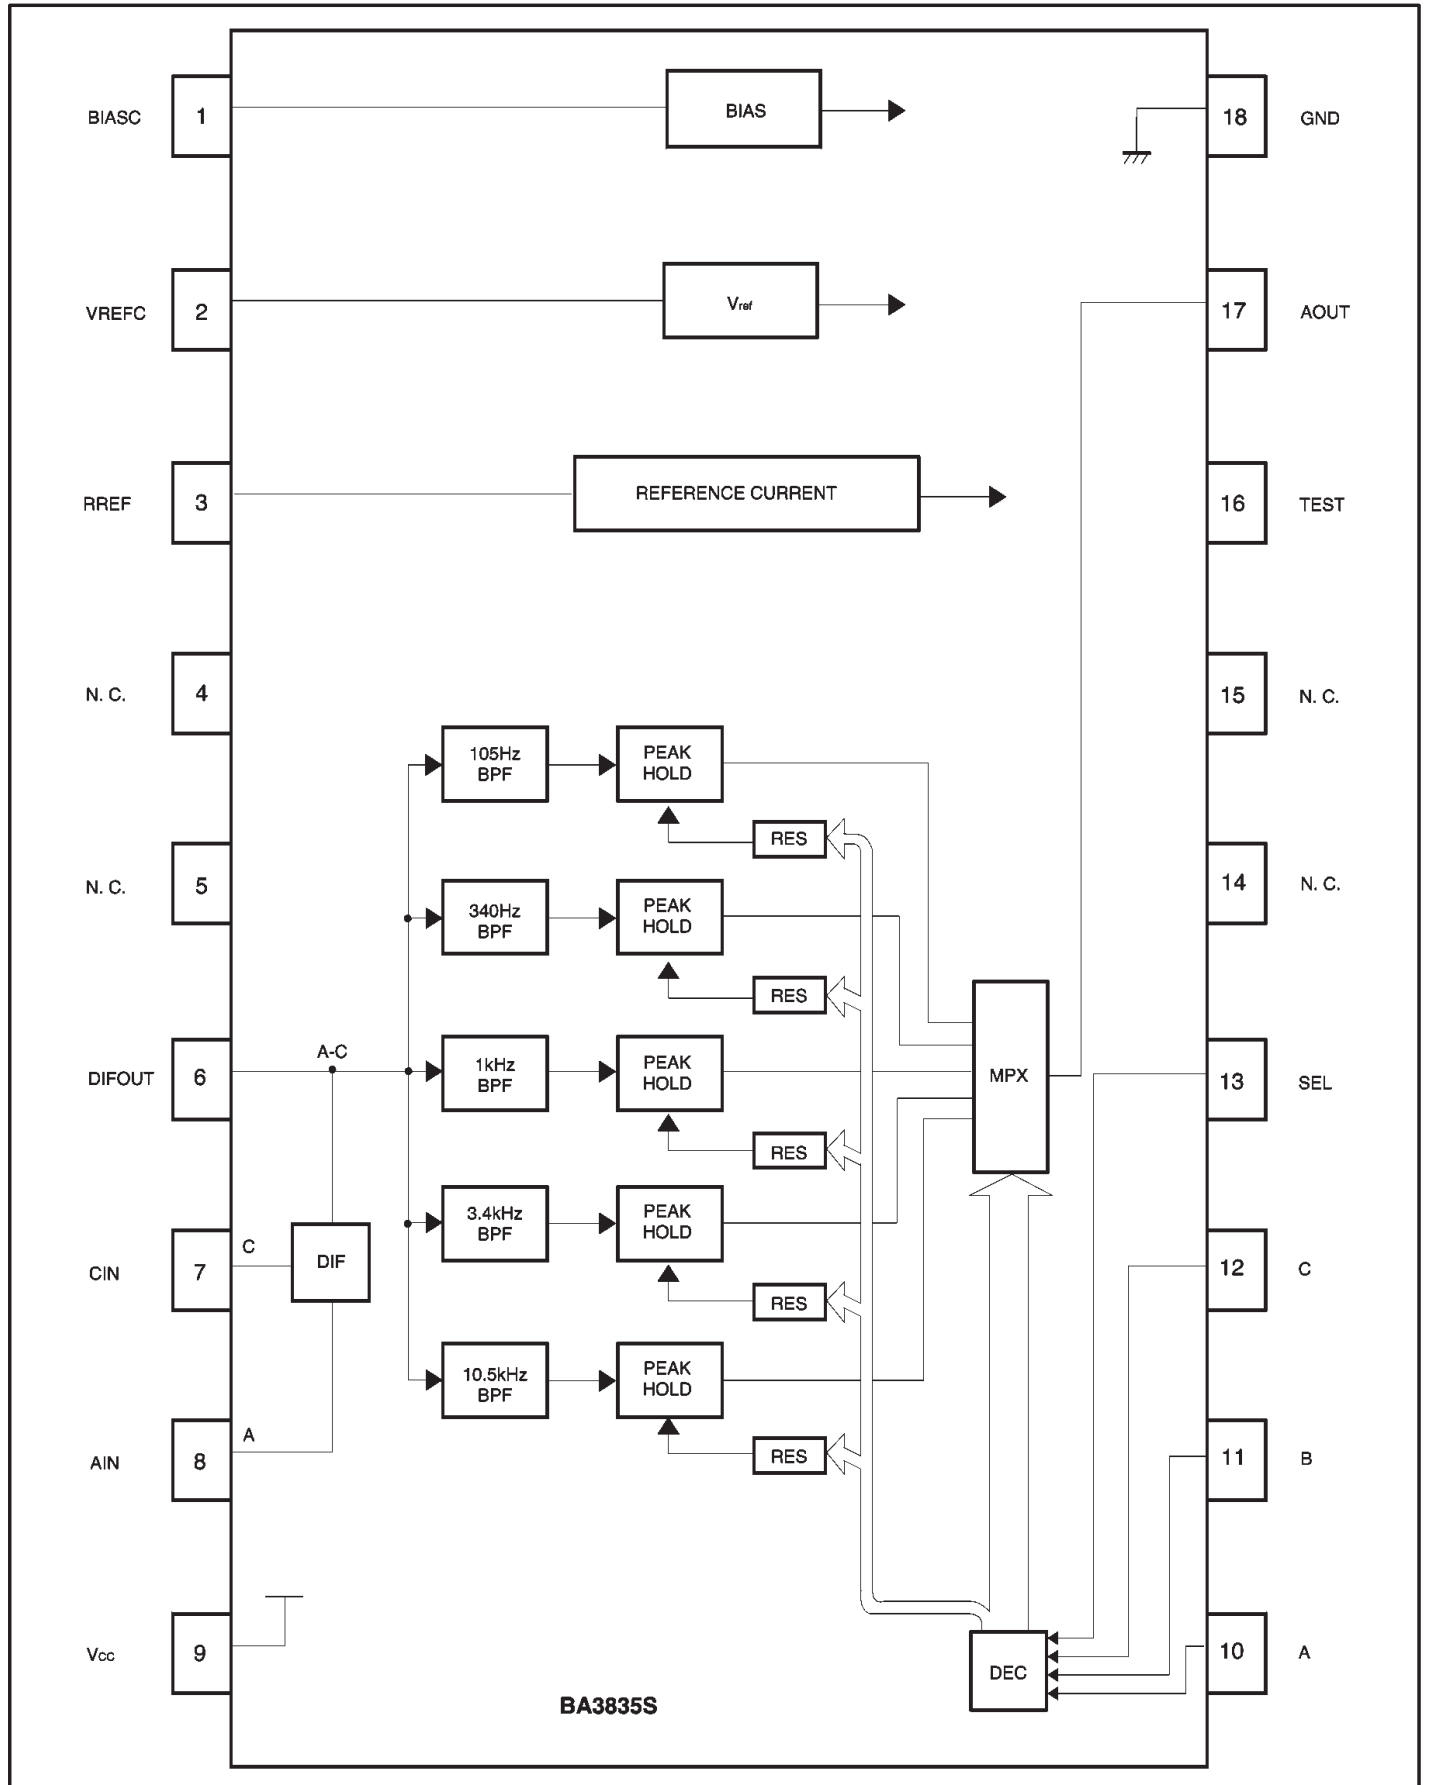 BIASC 1 BIAS 18 GND
VREFC 2 Vref 17 AOUT
RREF 3 REFERENCE CURRENT 16 TEST
N. C. 4 15 N. C.
105Hz
BPF
PEAK
HOLD
RES
N. C. 5 14 N. C.
340Hz
BPF
PEAK
HOLD
RES
A-C
DIFOUT 6
1kHz
BPF
PEAK
HOLD
MPX
13 SEL
RES
3.4kHz
BPF
PEAK
HOLD
C
CIN 7 DIF
12 C
RES
10.5kHz
BPF
PEAK
HOLD
A
AIN 8
RES
11 B
Vcc 9
DEC
10 A
BA3835S